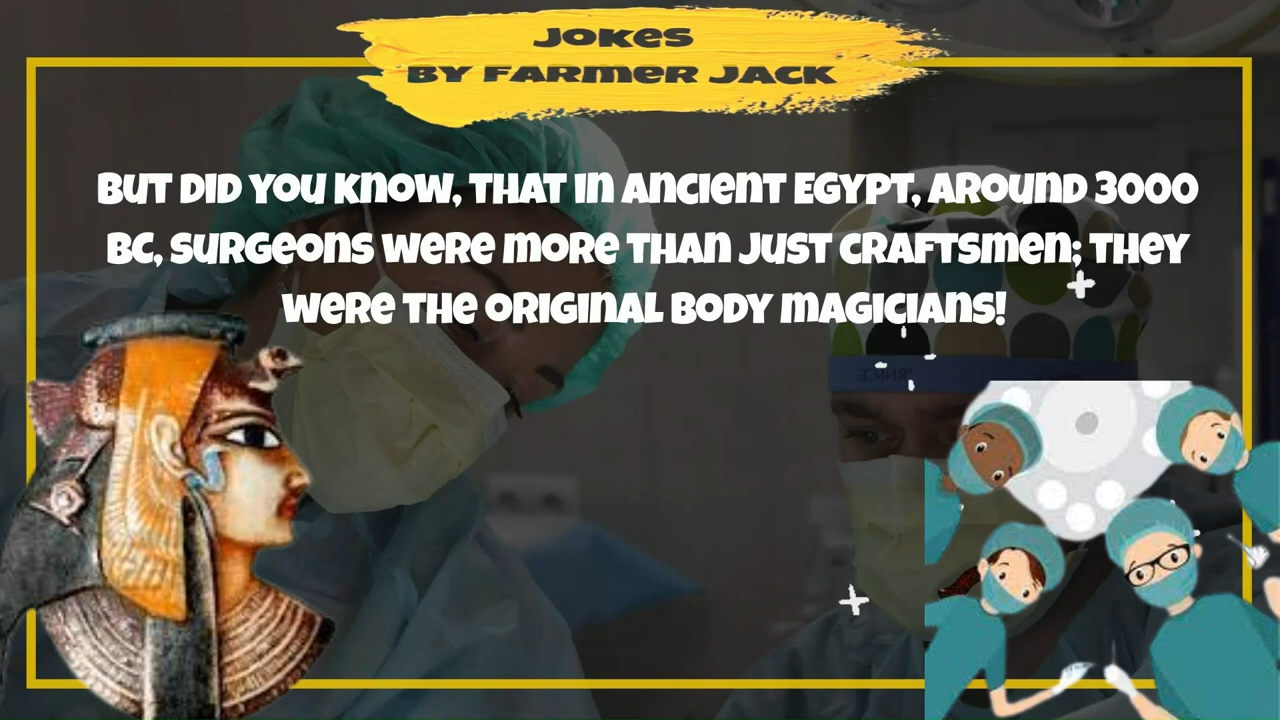 JOKES
BY FARMER JACK
BUT DID YOU KNOW, THAT IN ANCIENT EGYPT, AROUND 3000
BC, SURGEONS WERE MORE THAN JUST CRAFTSMEN; THEY
WERE THE ORIGINAL BODY MAGICIANS!